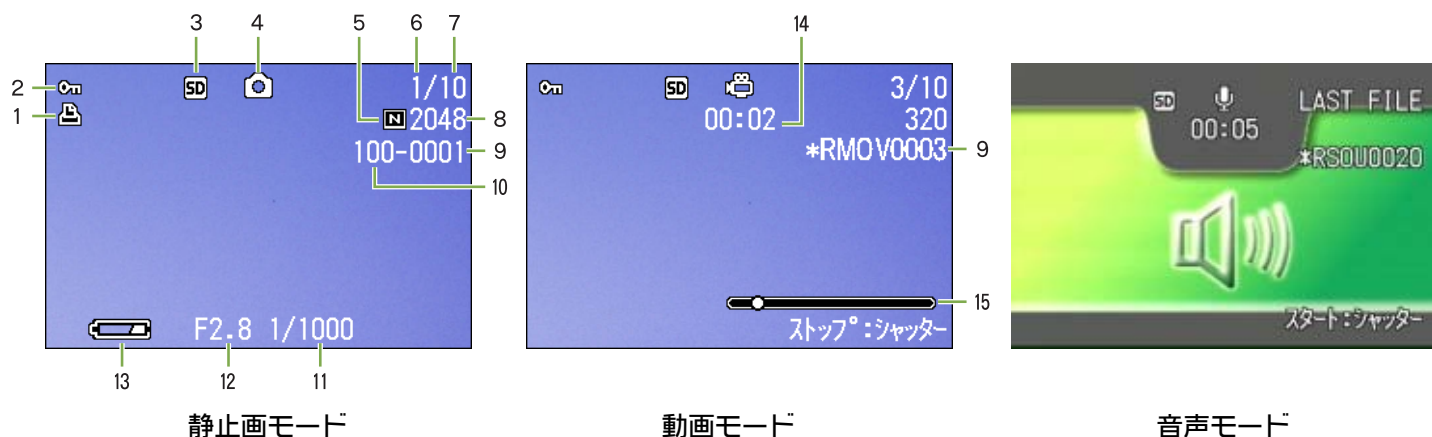 3 4 5 6 7 14
2 SD 1/10 SD 3/10 SD LAST FILE
1 N 2048 8 00:02 320 00:05
100-0001 9 *RMOV0003 9 *RSOU0020
10
15
F2.8 1/1000 ストップ:シャッター スタート:シャッター
13 12 11
静止画モード 動画モード 音声モード